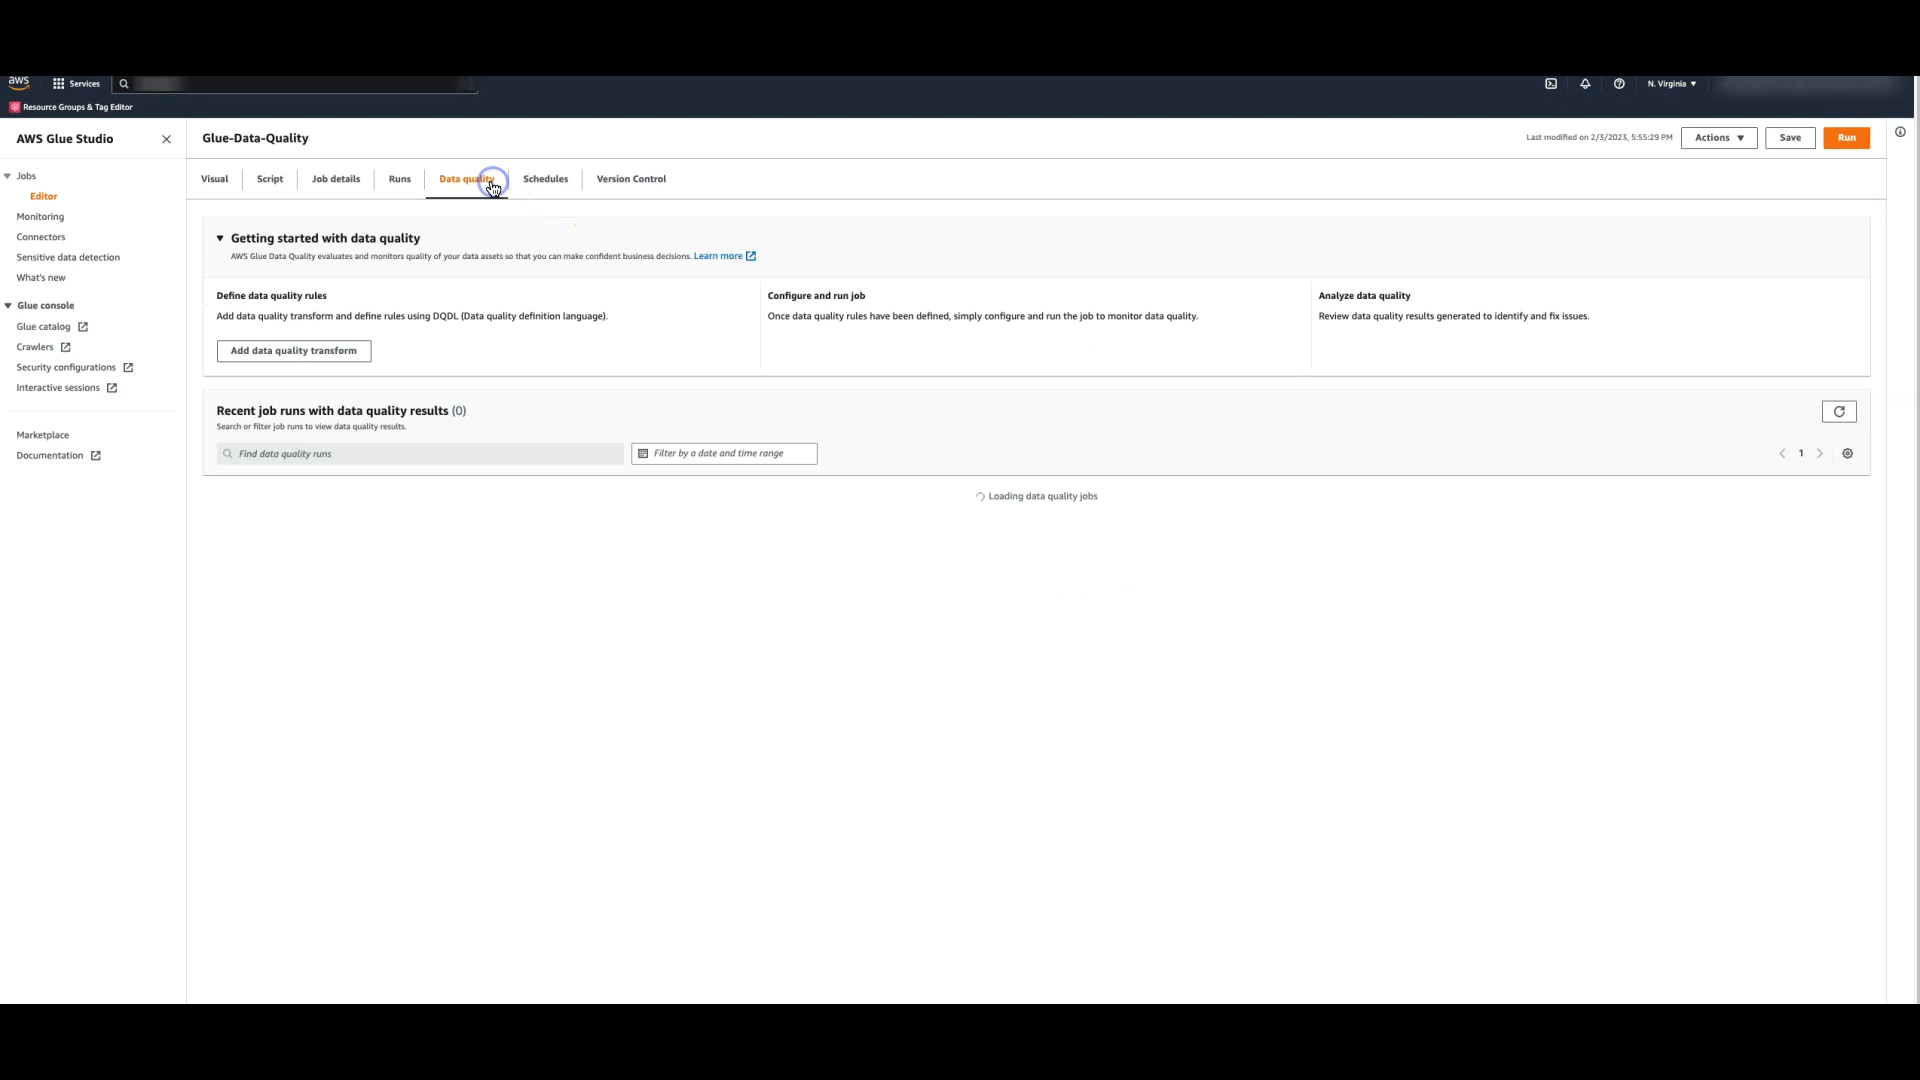 aws
Services
N. Virginia
Resource Groups & Tag Editor
AWS Glue Studio
Glue-Data-Quality
Last modified on 2/3/2023, 5:55:29 PM
Actions
Save
Run
Jobs
Editor
Monitoring
Connectors
Sensitive data detection
What's new
Glue console
Glue catalog
Crawlers
Security configurations
Interactive sessions
Marketplace
Documentation
Visual
Script
Job details
Runs
Data quality
Schedules
Version Control
Getting started with data quality
AWS Glue Data Quality evaluates and monitors quality of your data assets so that you can make confident business decisions. Learn more
Define data quality rules
Add data quality transform and define rules using DQDL (Data quality definition language).
Add data quality transform
Configure and run job
Once data quality rules have been defined, simply configure and run the job to monitor data quality.
Analyze data quality
Review data quality results generated to identify and fix issues.
Recent job runs with data quality results (0)
Search or filter job runs to view data quality results.
Find data quality runs
Filter by a date and time range
1
Loading data quality jobs